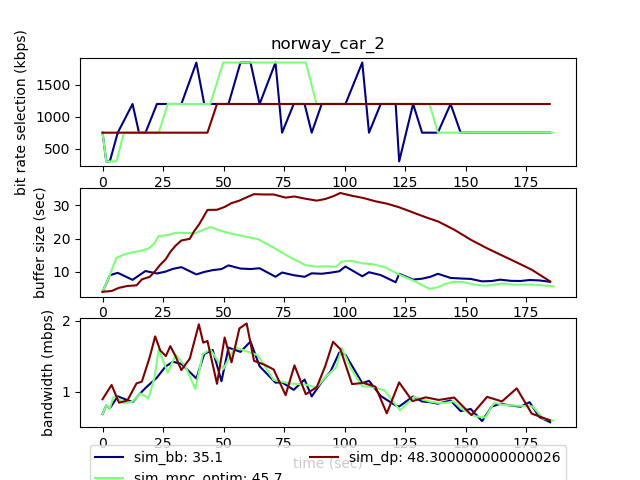 norway_car_2
bit rate selection (kbps)
1500
1000
500
0 25 50 75 100 125 150 175
buffer size (sec)
30
20
10
0 25 50 75 100 125 150 175
bandwidth (mbps)
2
1
0 25 50 75 100 125 150 175
time (sec)
sim_bb: 35.1
sim_dp: 48.300000000000026
sim_mpc_optim: 45.7